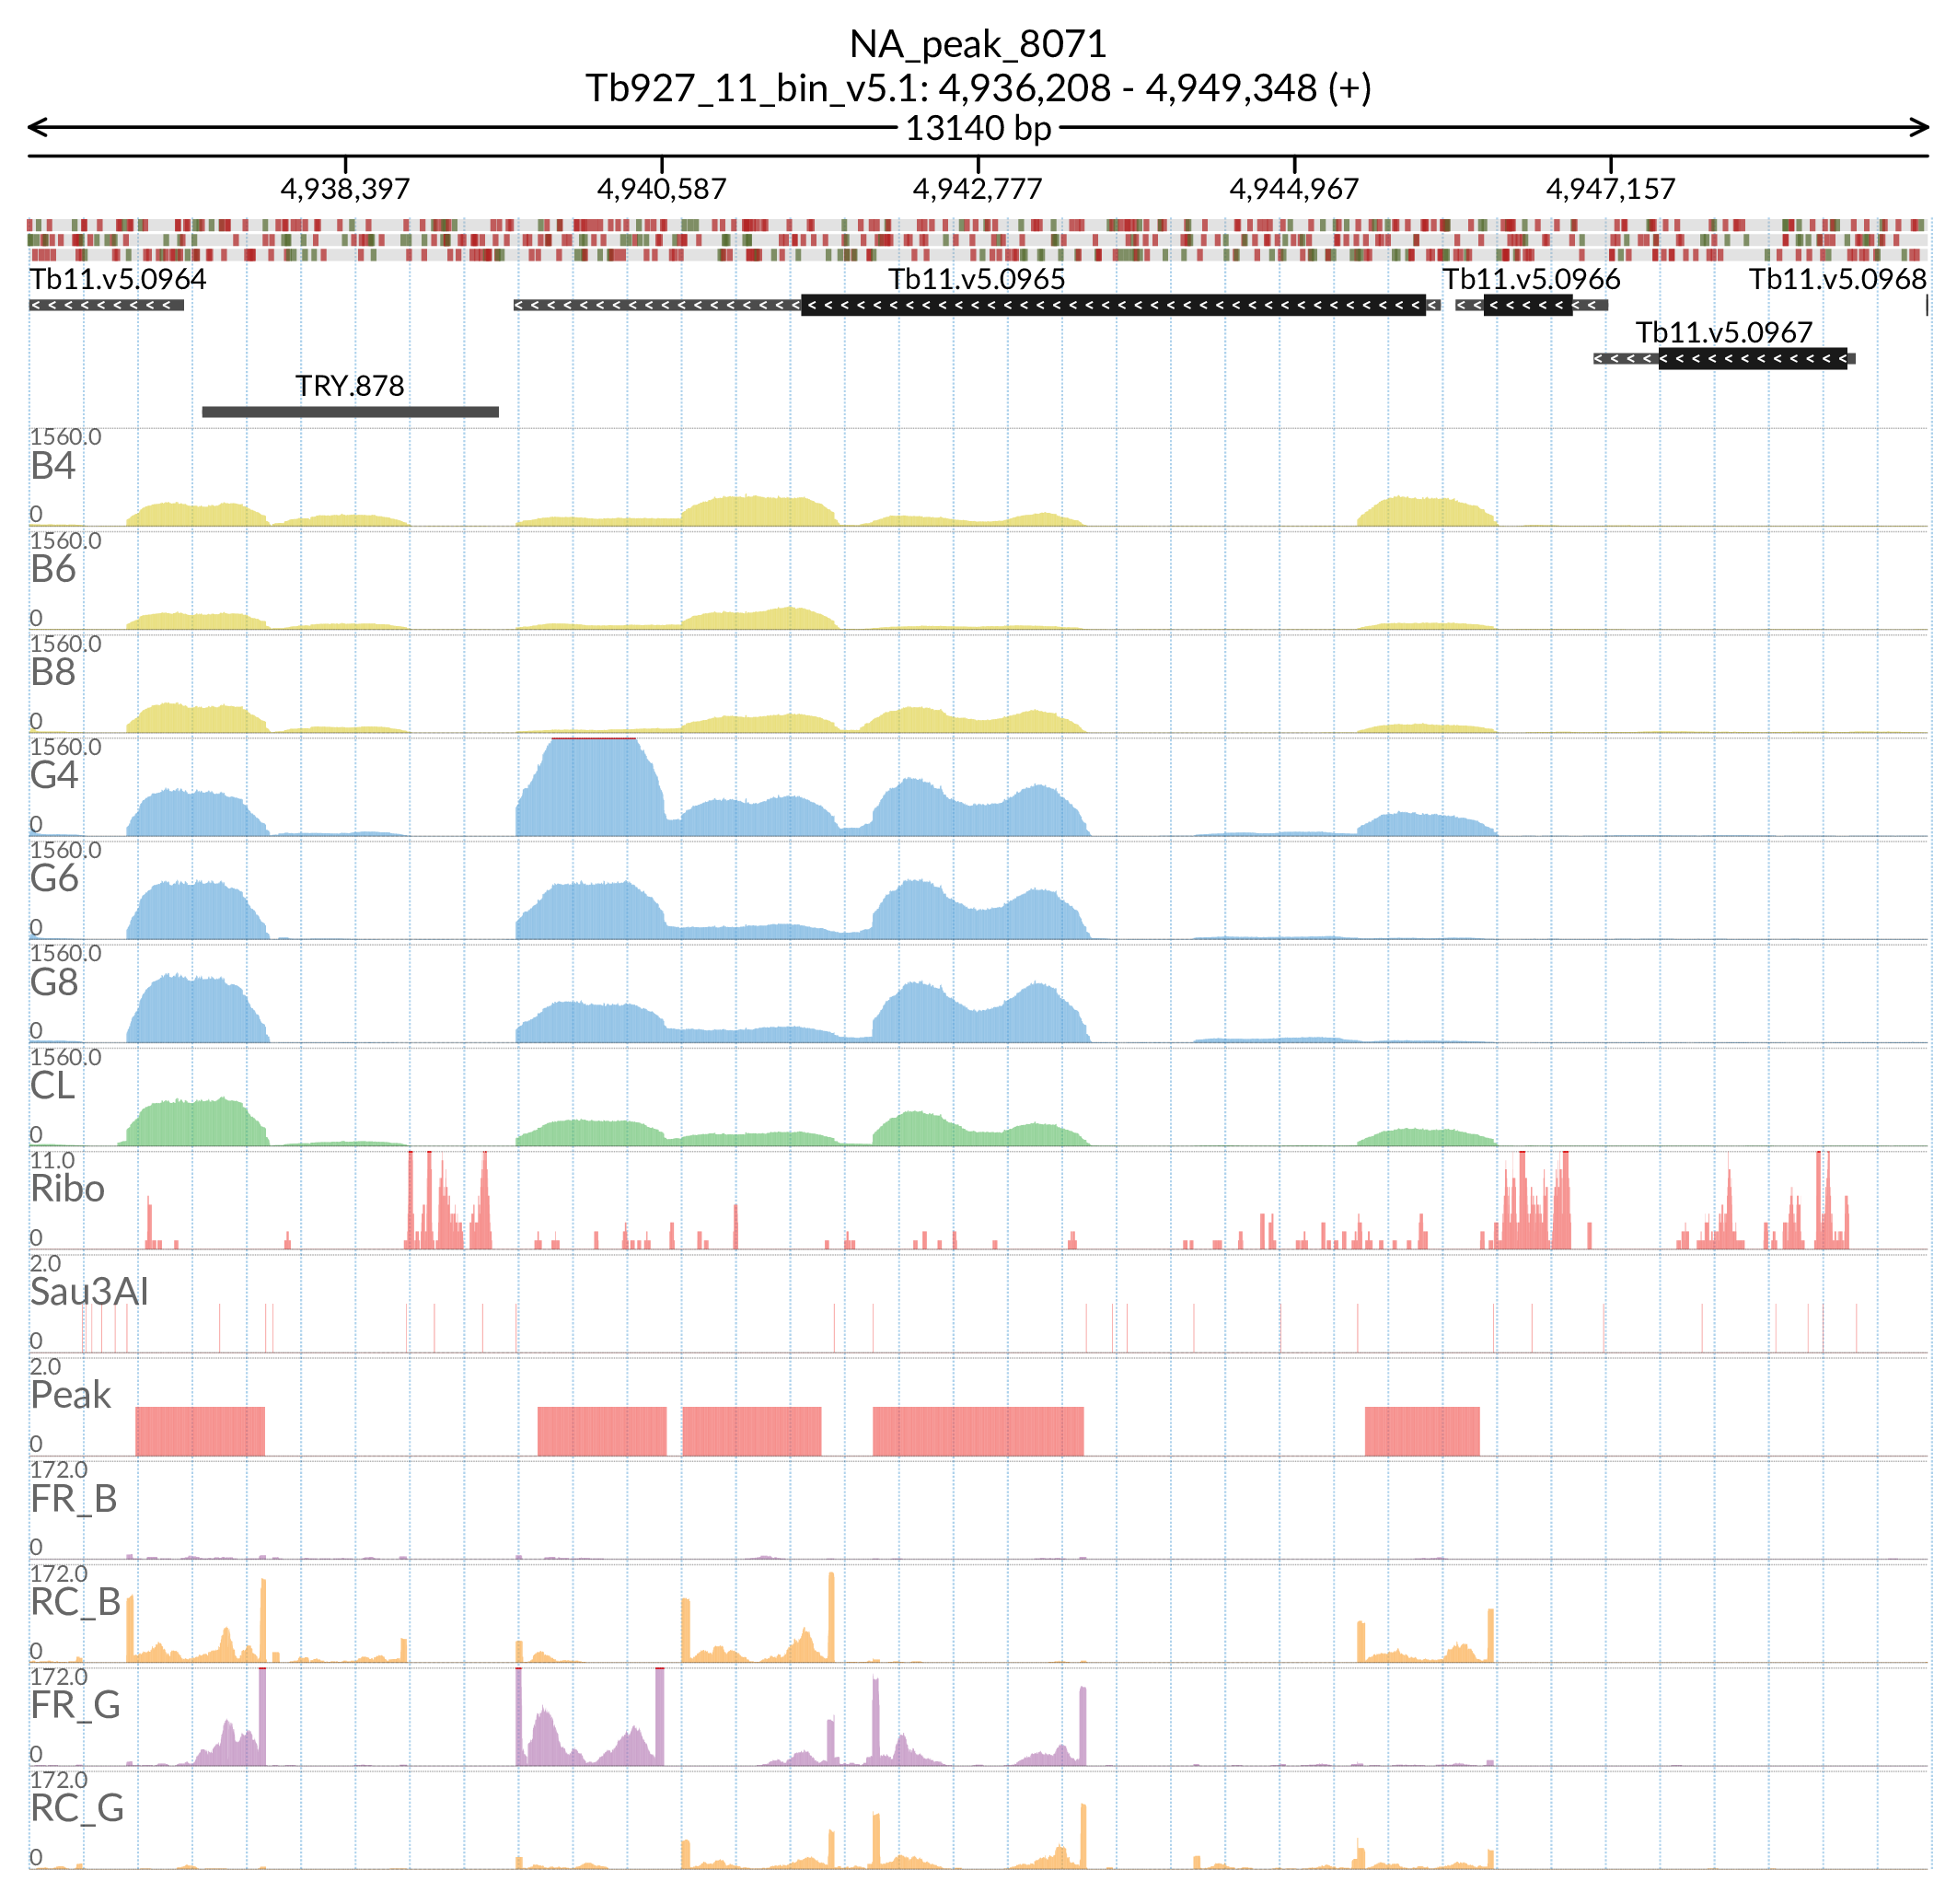 NA_peak_8071
Tb927_11_bin_v5.1: 4,936,208 - 4,949,348 (+)
13140 bp
4,938,397 4,940,587 4,942,777 4,944,967 4,947,157
Tb11.v5.0964 Tb11.v5.0965 Tb11.v5.0966 Tb11.v5.0968
Tb11.v5.0967
TRY.878
1560.0
B4
0
1560.0
B6
0
1560.0
B8
0
1560.0
G4
0
1560.0
G6
0
1560.0
G8
0
1560.0
CL
0
11.0
Ribo
0
2.0
Sau3AI
0
2.0
Peak
0
172.0
FR_B
0
172.0
RC_B
0
172.0
FR_G
0
172.0
RC_G
0